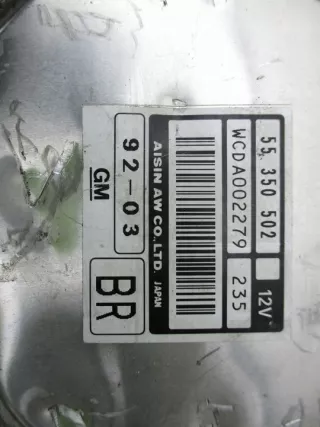 55 350 502 12V
WCDA002279 235
AISIN AW CO., LTD. JAPAN
92-03 BR
GM